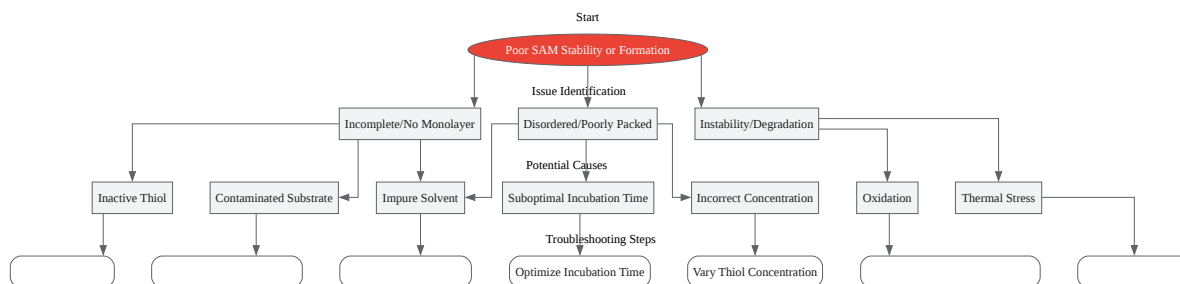 Start
Poor SAM Stability or Formation
Issue Identification
Incomplete/No Monolayer
Disordered/Poorly Packed
Instability/Degradation
Potential Causes
Inactive Thiol
Contaminated Substrate
Impure Solvent
Suboptimal Incubation Time
Incorrect Concentration
Oxidation
Thermal Stress
Troubleshooting Steps
Optimize Incubation Time
Vary Thiol Concentration